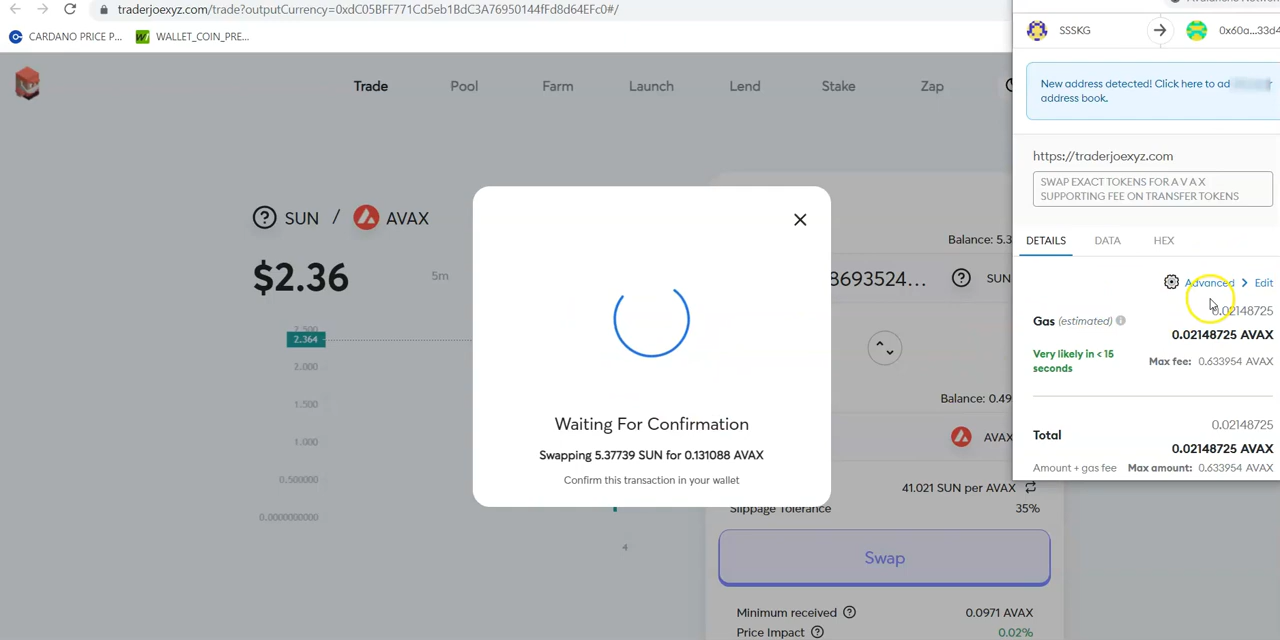 traderjoexyz.com/trade?outputCurrency=0xdC05BFF771Cd5eb1BdC3A76950144fFd8d64EFc0#/
CARDANO PRICE P...
WALLET_COIN_PRE...
Trade
Pool
Farm
Launch
Lend
Stake
Zap
SUN / AVAX
$2.36
5m
2.364
2.000
1.500
1.000
0.500000
0.0000000000
4
Waiting For Confirmation
Swapping 5.37739 SUN for 0.131088 AVAX
Confirm this transaction in your wallet
Balance: 5.3
8693524...
SUN
Balance: 0.49
AVAX
41.021 SUN per AVAX
Slippage Tolerance
35%
Swap
Minimum received
0.0971 AVAX
Price Impact
0.02%
SSSKG
0x60a...33d4
New address detected! Click here to ad
address book.
https://traderjoexyz.com
SWAP EXACT TOKENS FOR A V A X
SUPPORTING FEE ON TRANSFER TOKENS
DETAILS
DATA
HEX
Advanced
Edit
0.02148725
Gas (estimated)
0.02148725 AVAX
Very likely in < 15
seconds
Max fee: 0.633954 AVAX
0.02148725
Total
0.02148725 AVAX
Amount + gas fee
Max amount: 0.633954 AVAX